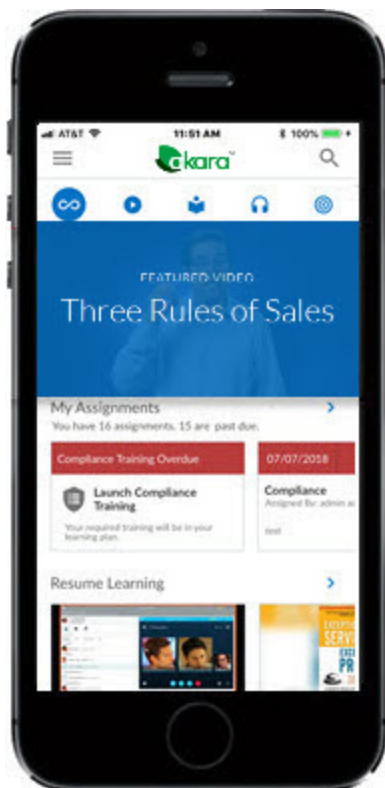 AT&T
11:51 AM
100%
akara
FEATURED VIDEO
Three Rules of Sales
My Assignments
You have 16 assignments. 15 are past due.
Compliance Training Overdue
07/07/2018
Launch Compliance
Training
Compliance
Assigned By: admin
Your required training will be in your
learning plan.
Resume Learning
SERV